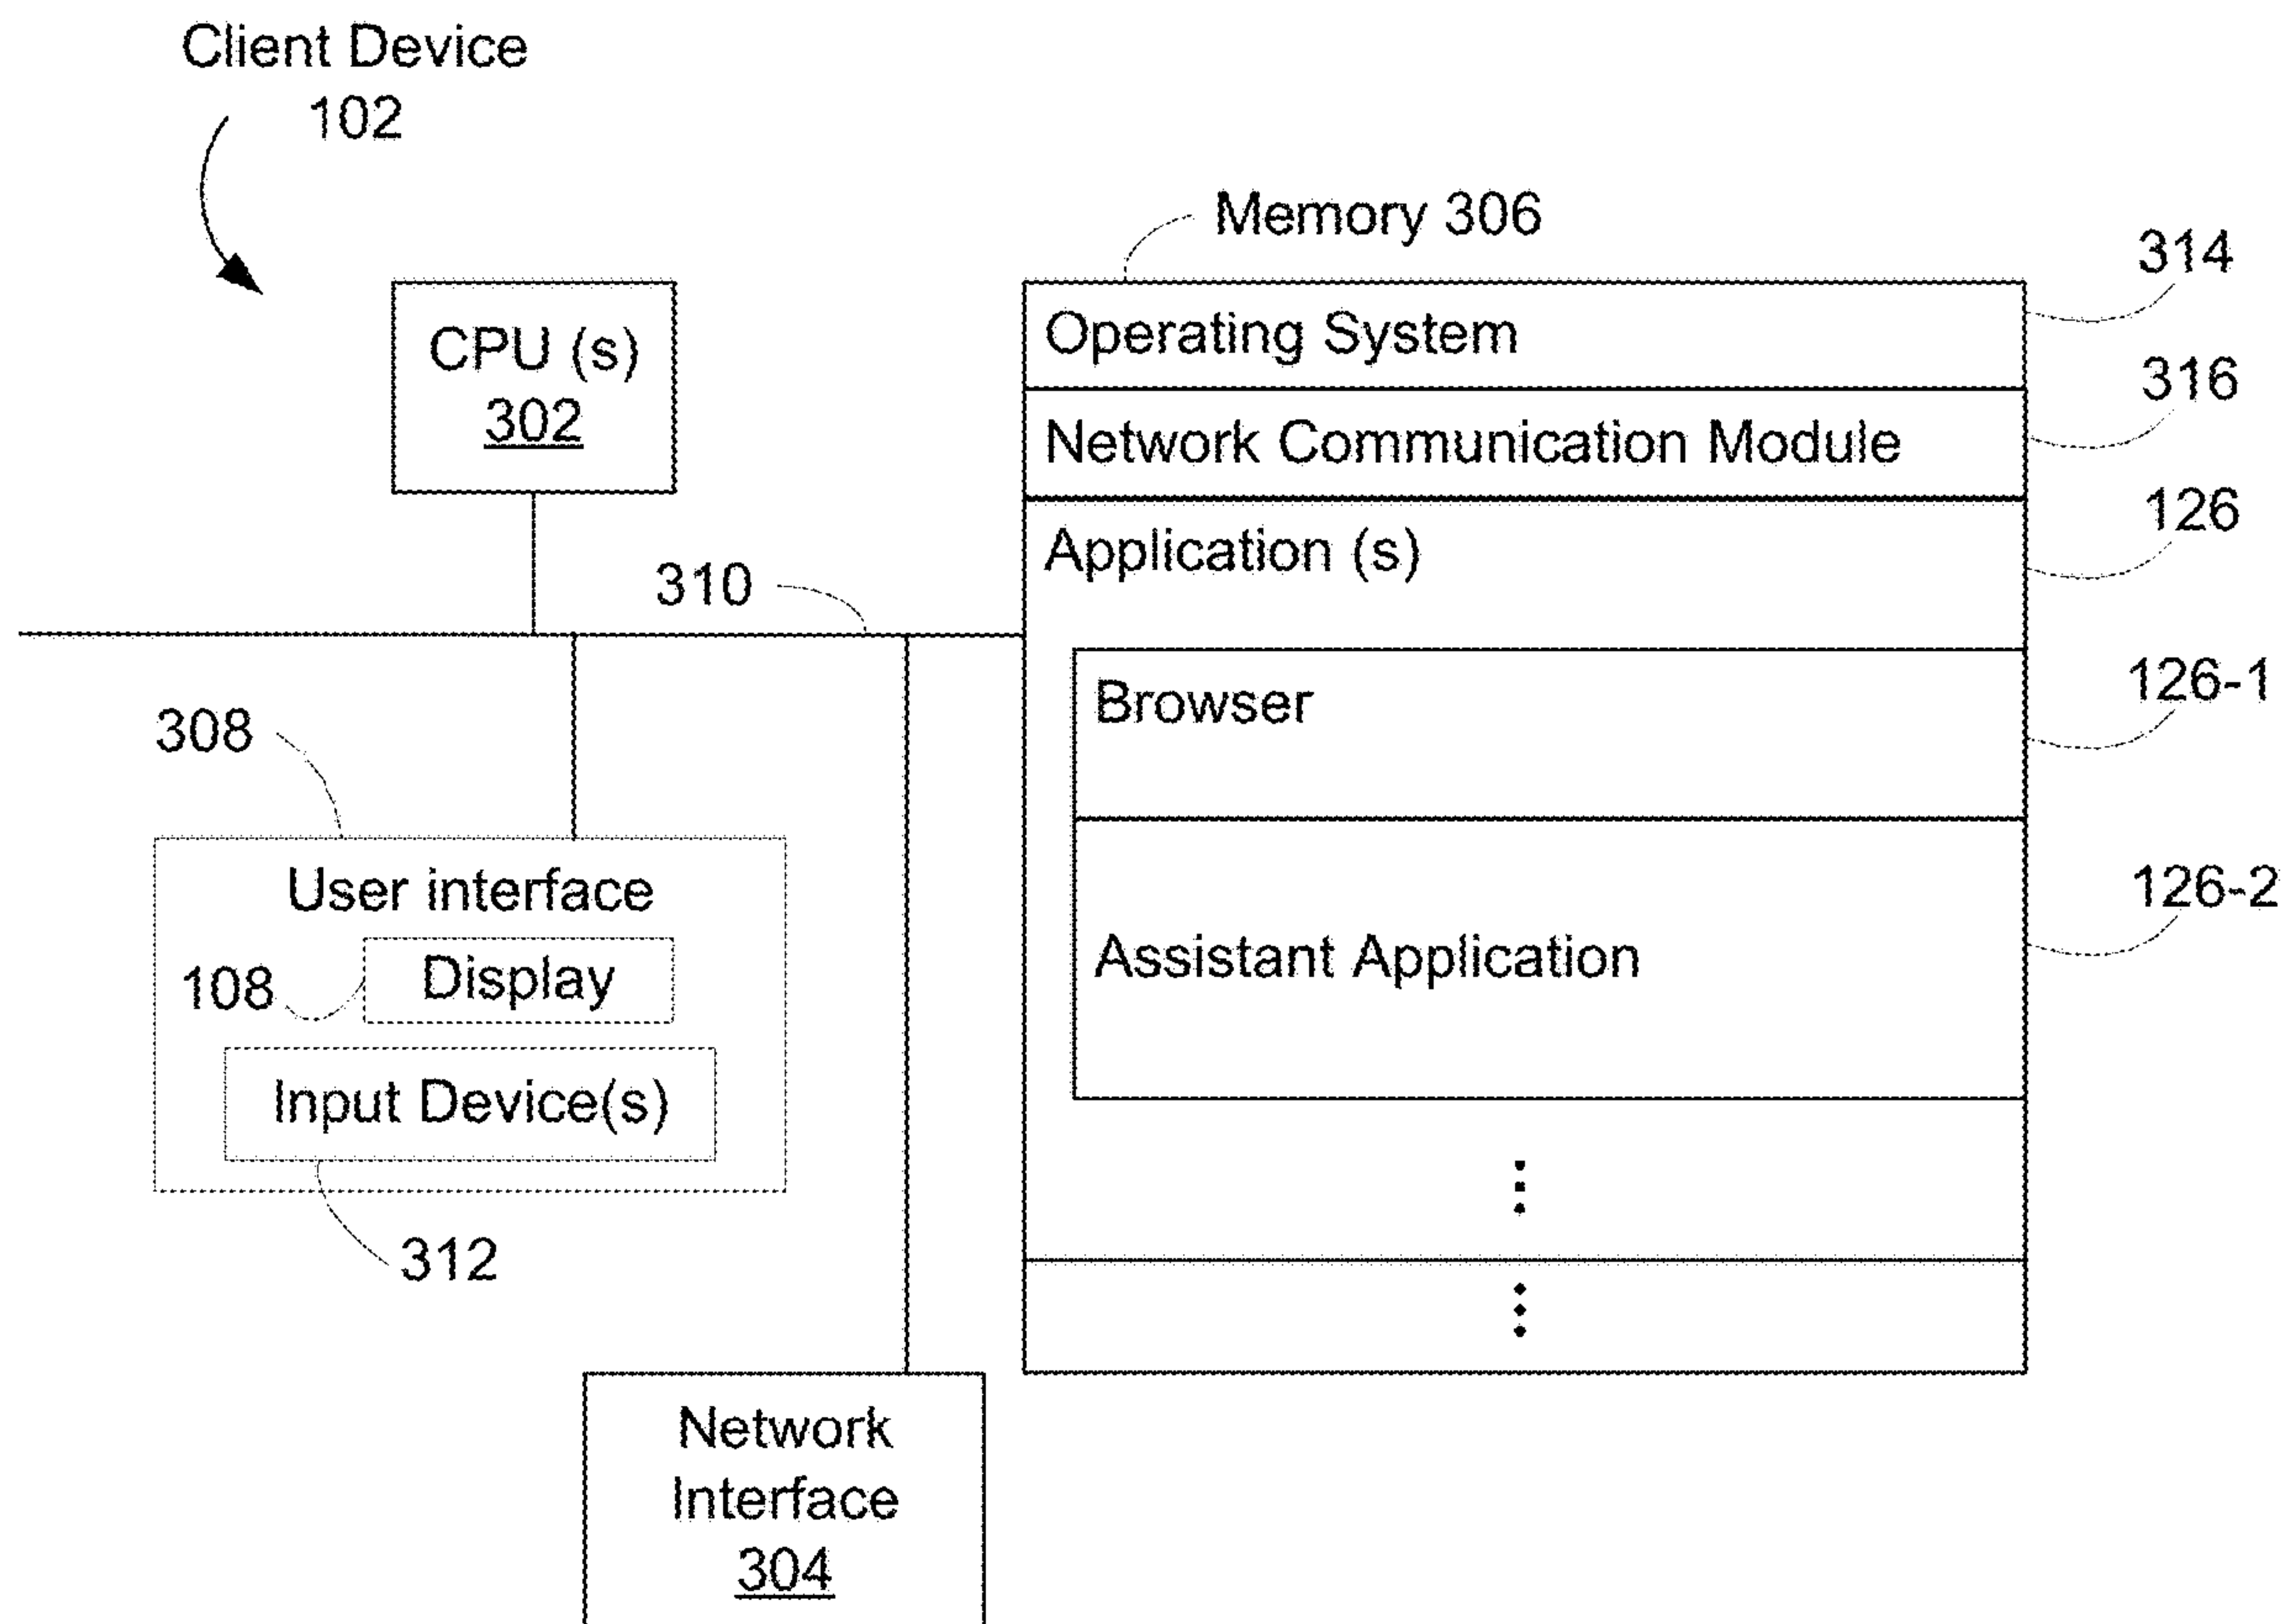 Client Device
102
Memory 306
314
CPU (s)
302
Operating System
316
Network Communication Module
126
Application (s)
310
126-1
Browser
308
126-2
User interface
108
Display
Assistant Application
Input Device(s)
312
Network
Interface
304